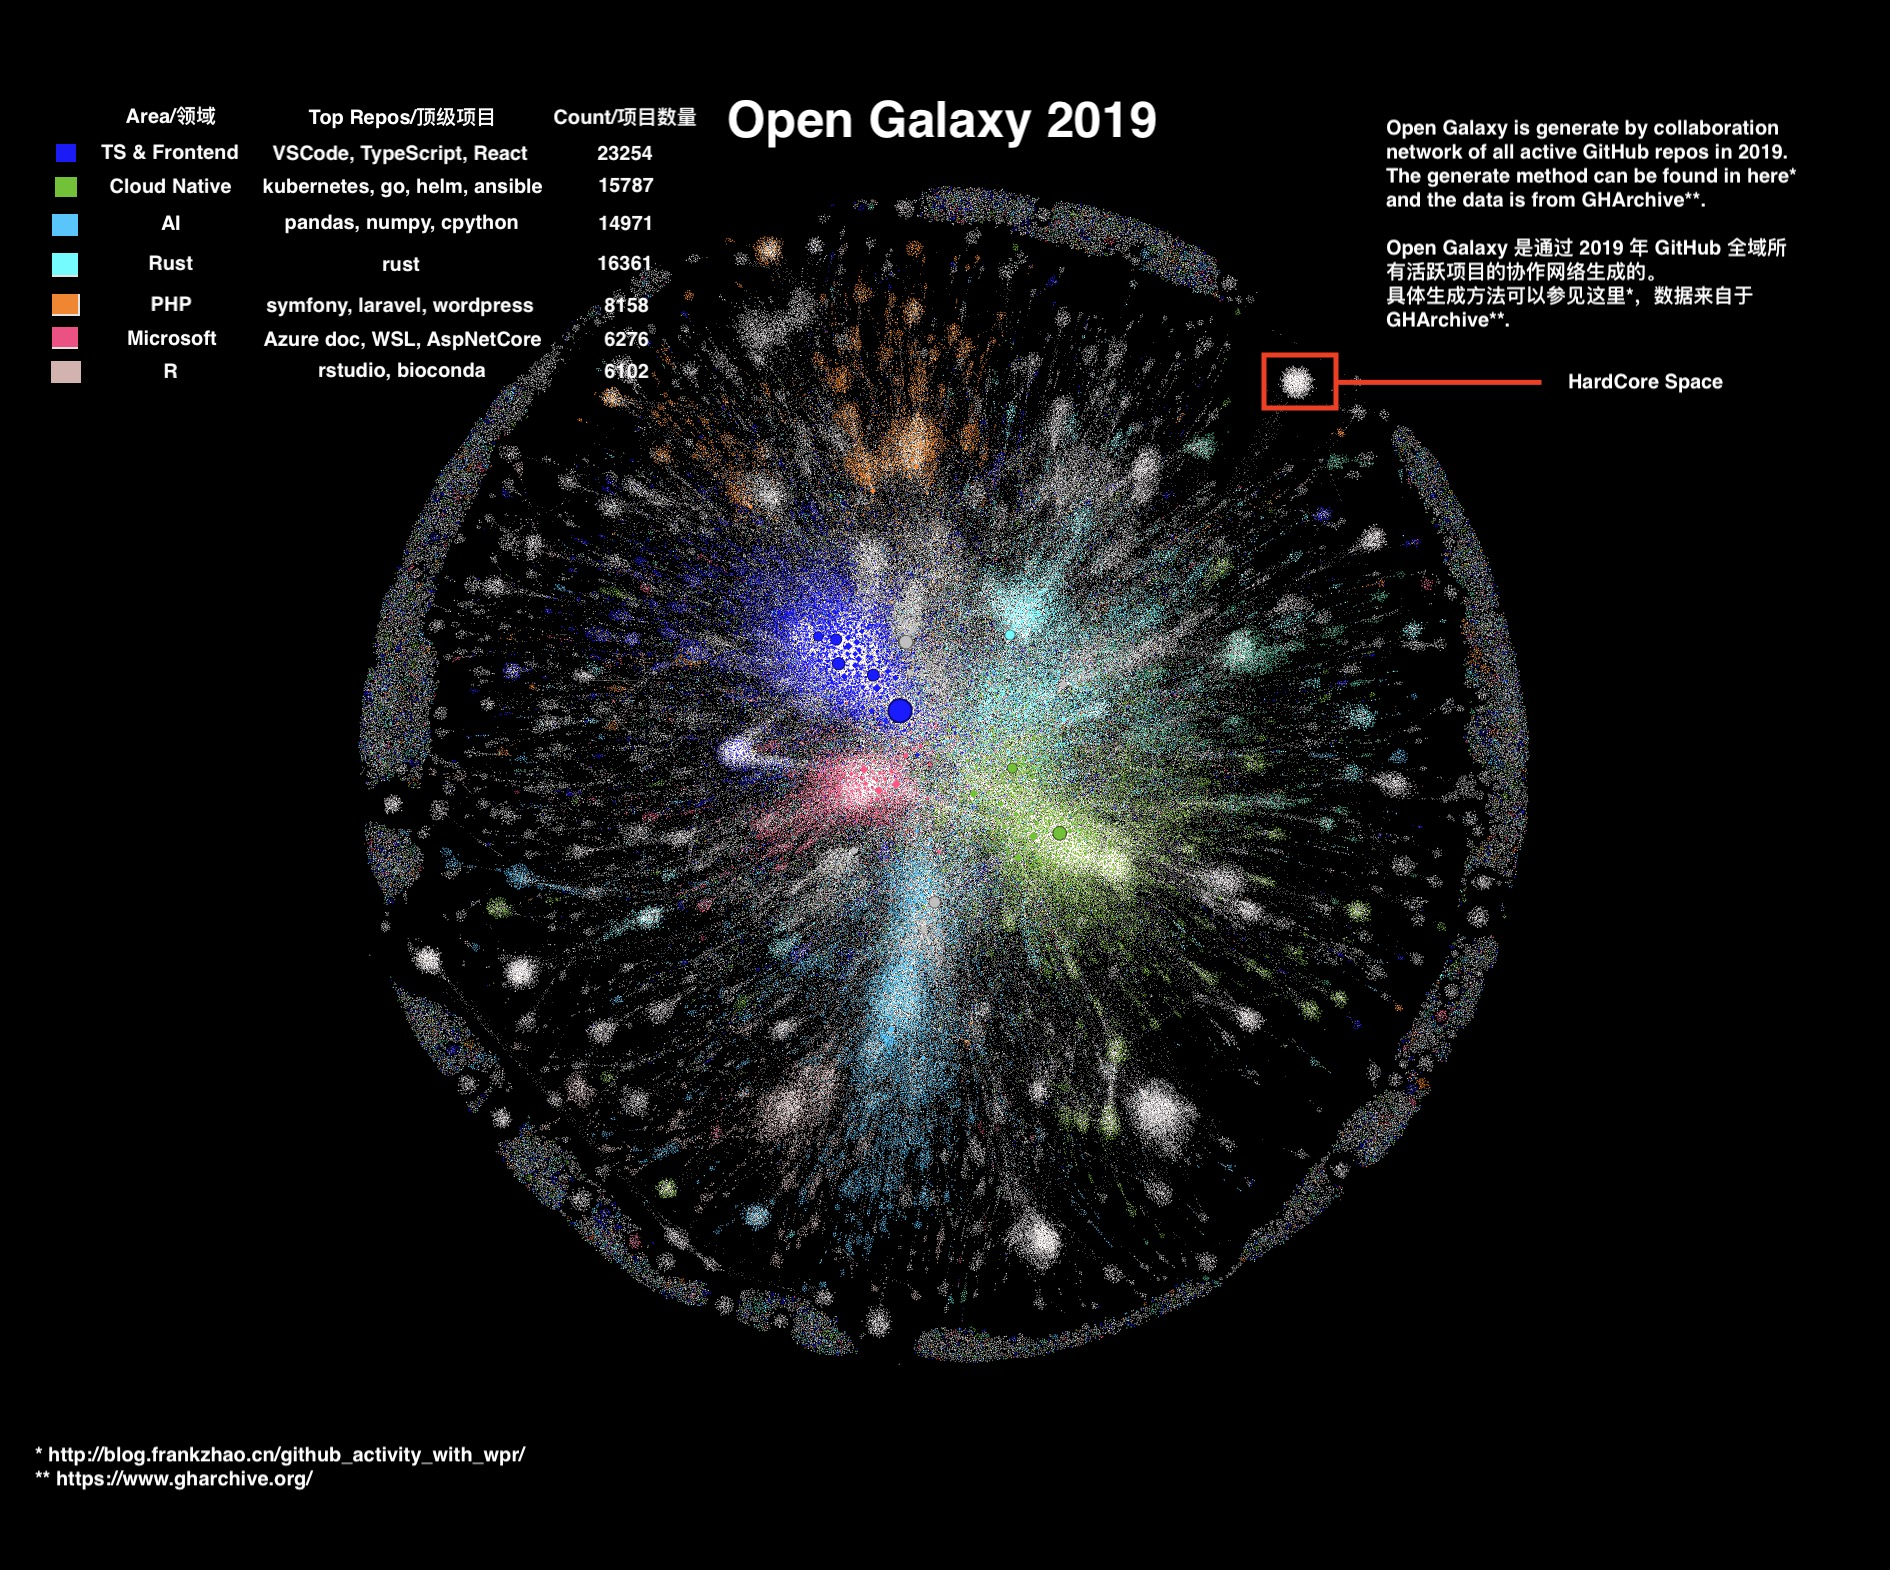 Open Galaxy 2019
Area/领域 Top Repos/顶级项目 Count/项目数量
TS & Frontend VSCode, TypeScript, React 23254
Cloud Native kubernetes, go, helm, ansible 15787
AI pandas, numpy, cpython 14971
Rust rust 16361
PHP symfony, laravel, wordpress 8158
Microsoft Azure doc, WSL, AspNetCore 6276
R rstudio, bioconda 6102
Open Galaxy is generate by collaboration
network of all active GitHub repos in 2019.
The generate method can be found in here*
and the data is from GHArchive**.
Open Galaxy 是通过 2019 年 GitHub 全域所
有活跃项目的协作网络生成的。
具体生成方法可以参见这里*，数据来自于
GHArchive**.
HardCore Space
* http://blog.frankzhao.cn/github_activity_with_wpr/
** https://www.gharchive.org/